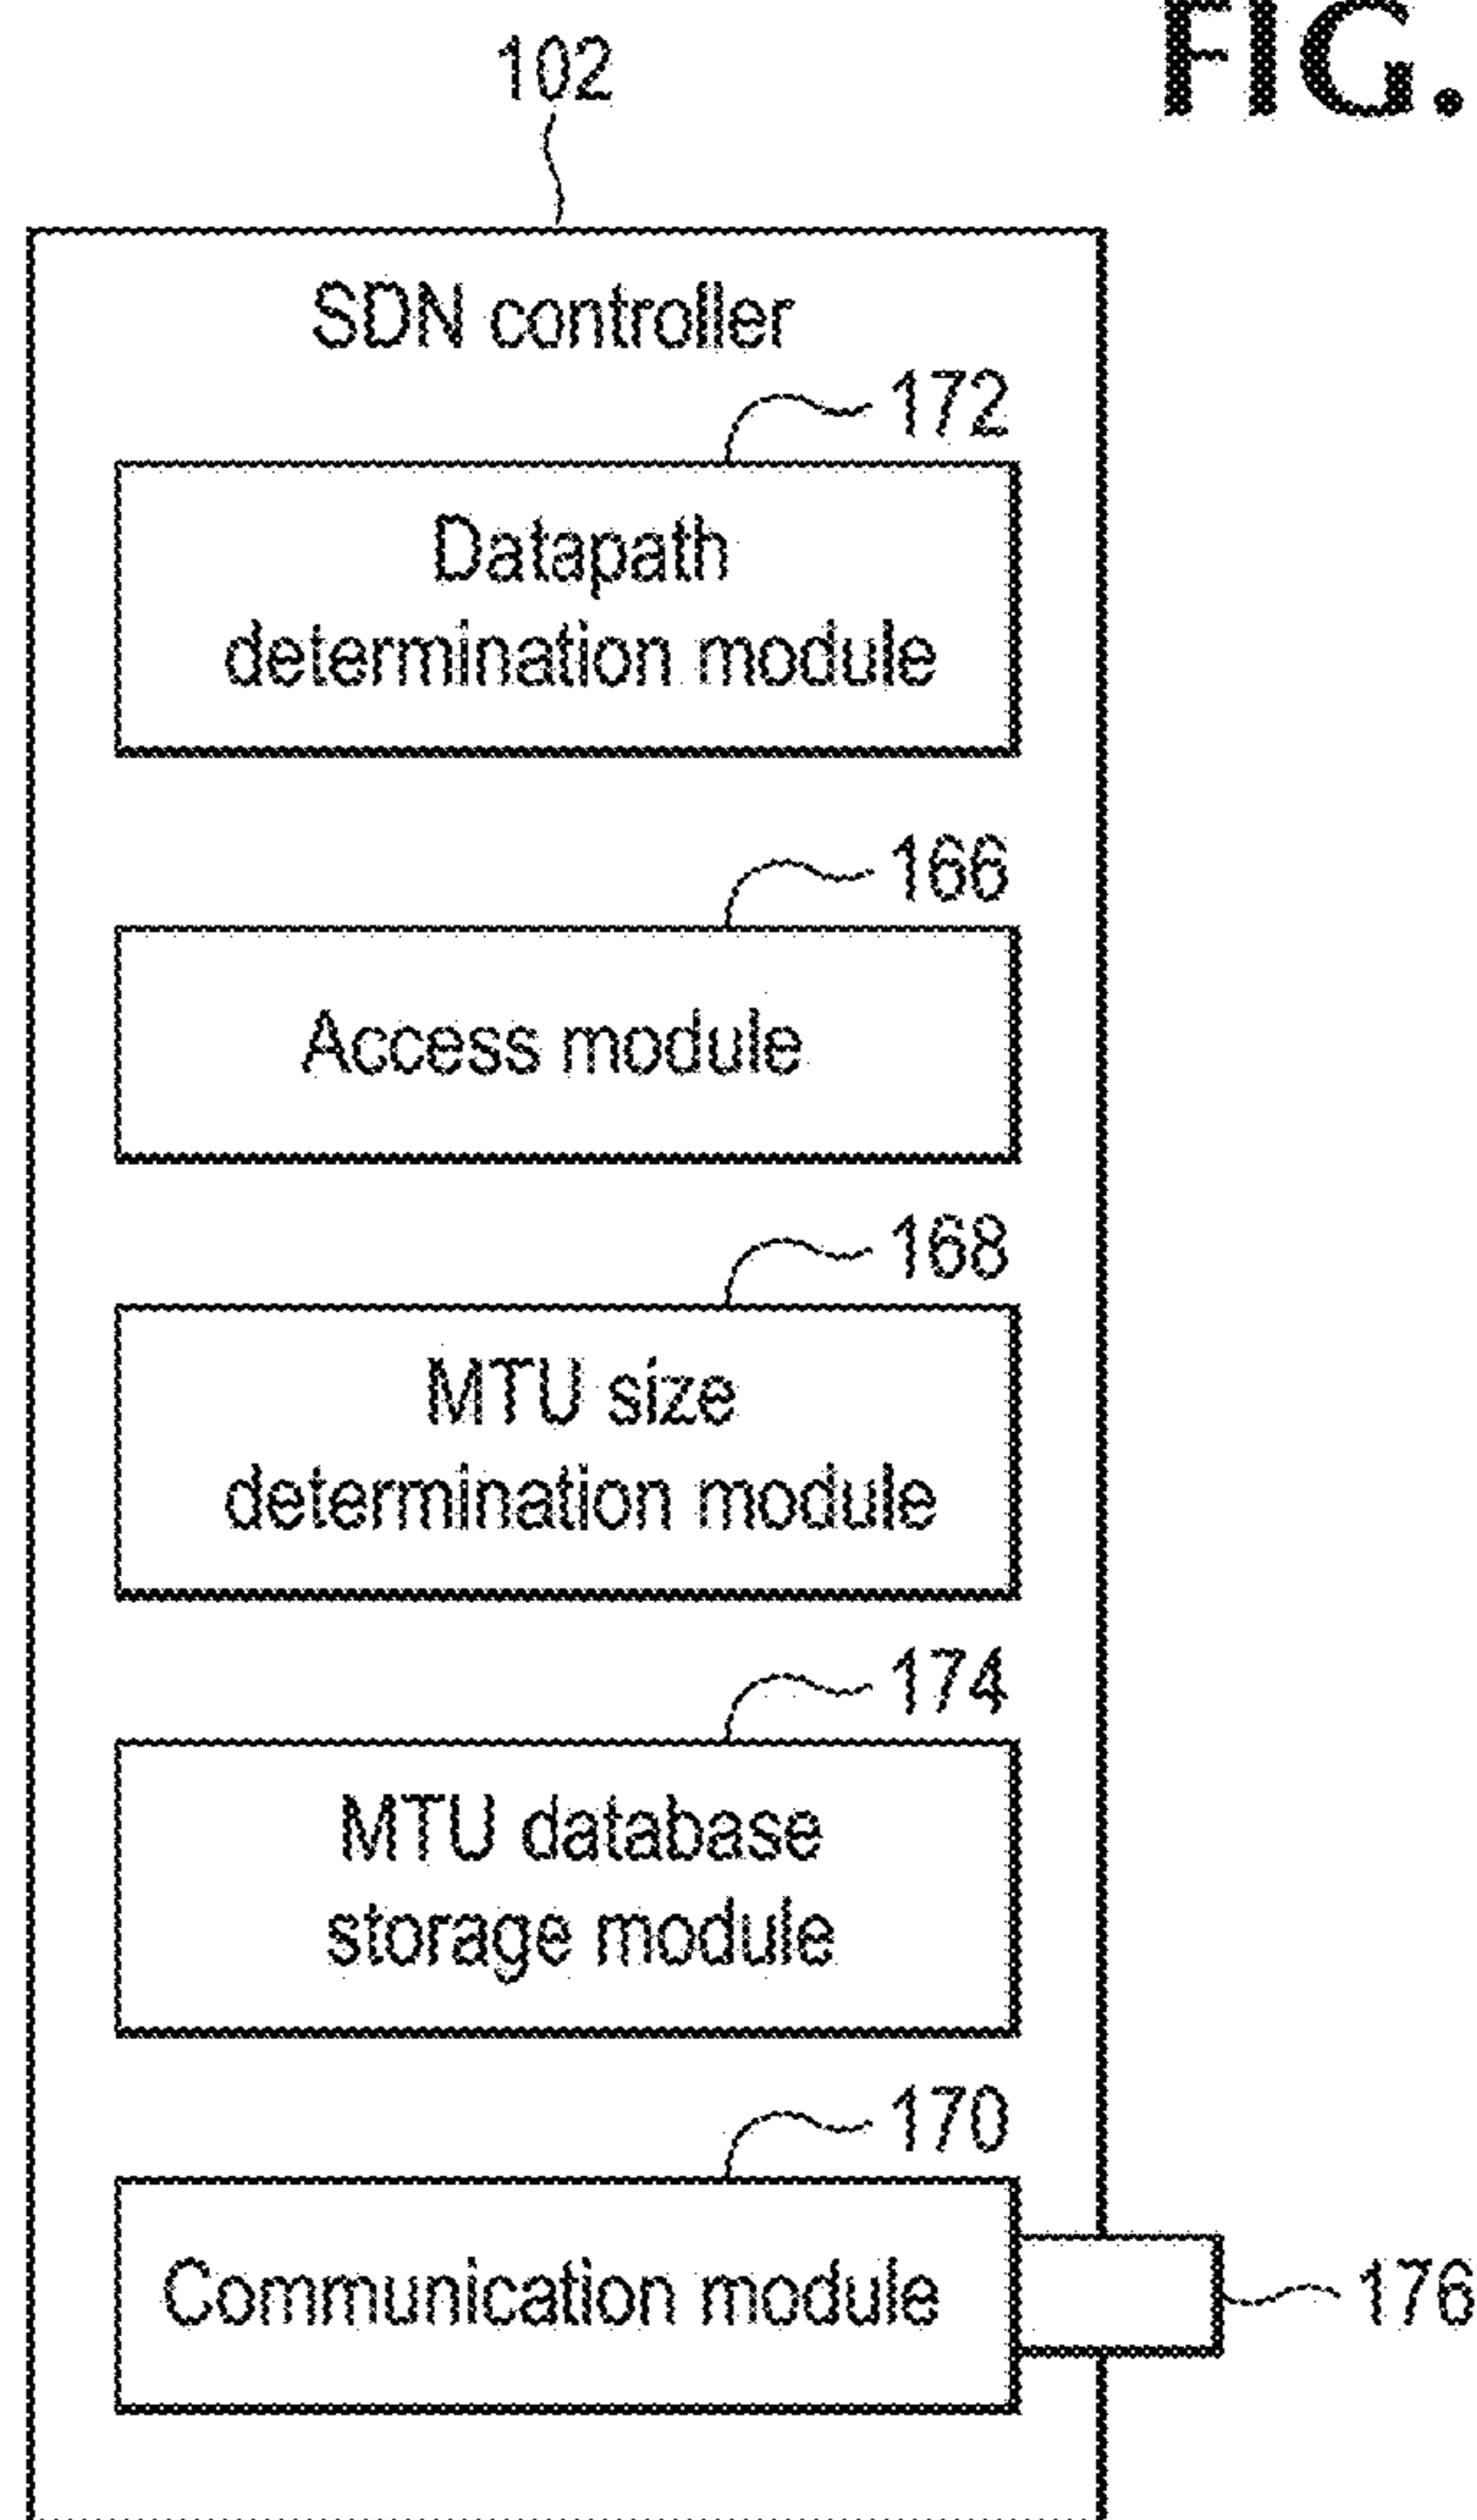 FIG.
102
SDN controller
172
Datapath
determination module
166
Access module
168
MTU size
determination module
174
MTU database
storage module
170
Communication module
176